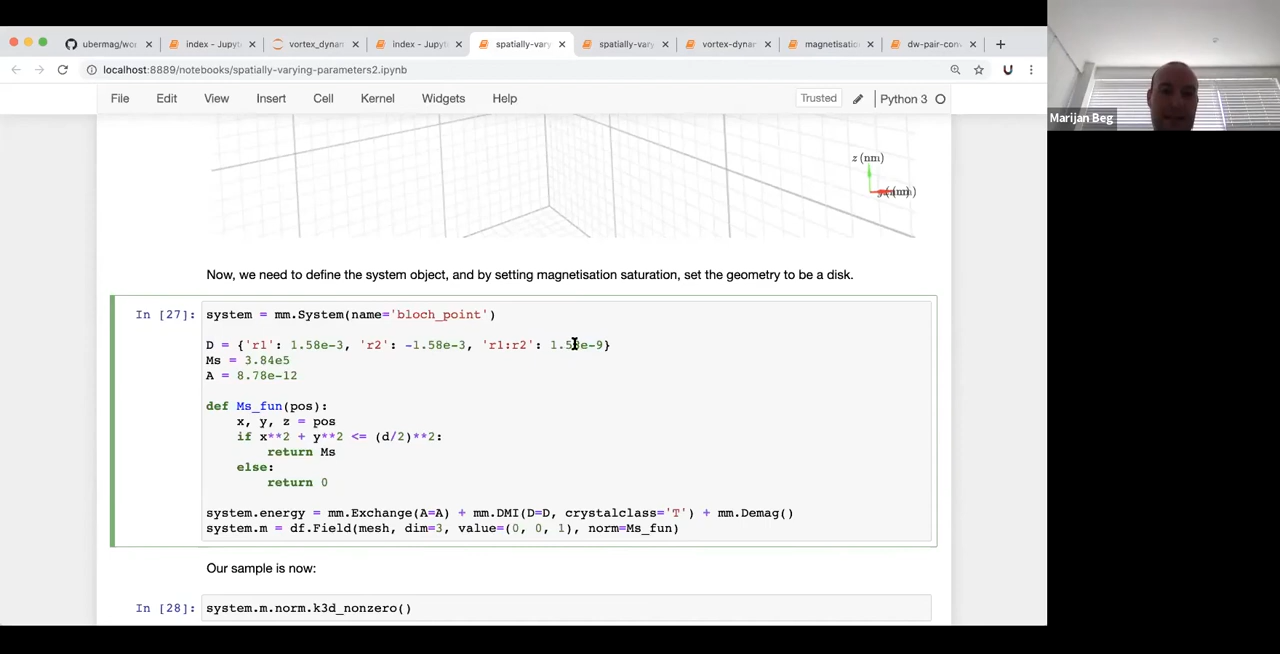 ubermag/wor
index - Jupyt
vortex_dynam
index - Jupyt
spatially-vary
spatially-vary
vortex-dynam
magnetisatio
dw-pair-conv
localhost:8889/notebooks/spatially-varying-parameters2.ipynb
File Edit View Insert Cell Kernel Widgets Help Trusted Python 3
Marijan Beg
z (nm)
Now, we need to define the system object, and by setting magnetisation saturation, set the geometry to be a disk.
In [27]: system = mm.System(name='bloch_point')
D = {'r1': 1.58e-3, 'r2': -1.58e-3, 'r1:r2': 1.58e-9}
Ms = 3.84e5
A = 8.78e-12
def Ms_fun(pos):
x, y, z = pos
if x**2 + y**2 <= (d/2)**2:
return Ms
else:
return 0
system.energy = mm.Exchange(A=A) + mm.DMI(D=D, crystalclass='T') + mm.Demag()
system.m = df.Field(mesh, dim=3, value=(0, 0, 1), norm=Ms_fun)
Our sample is now:
In [28]: system.m.norm.k3d_nonzero()